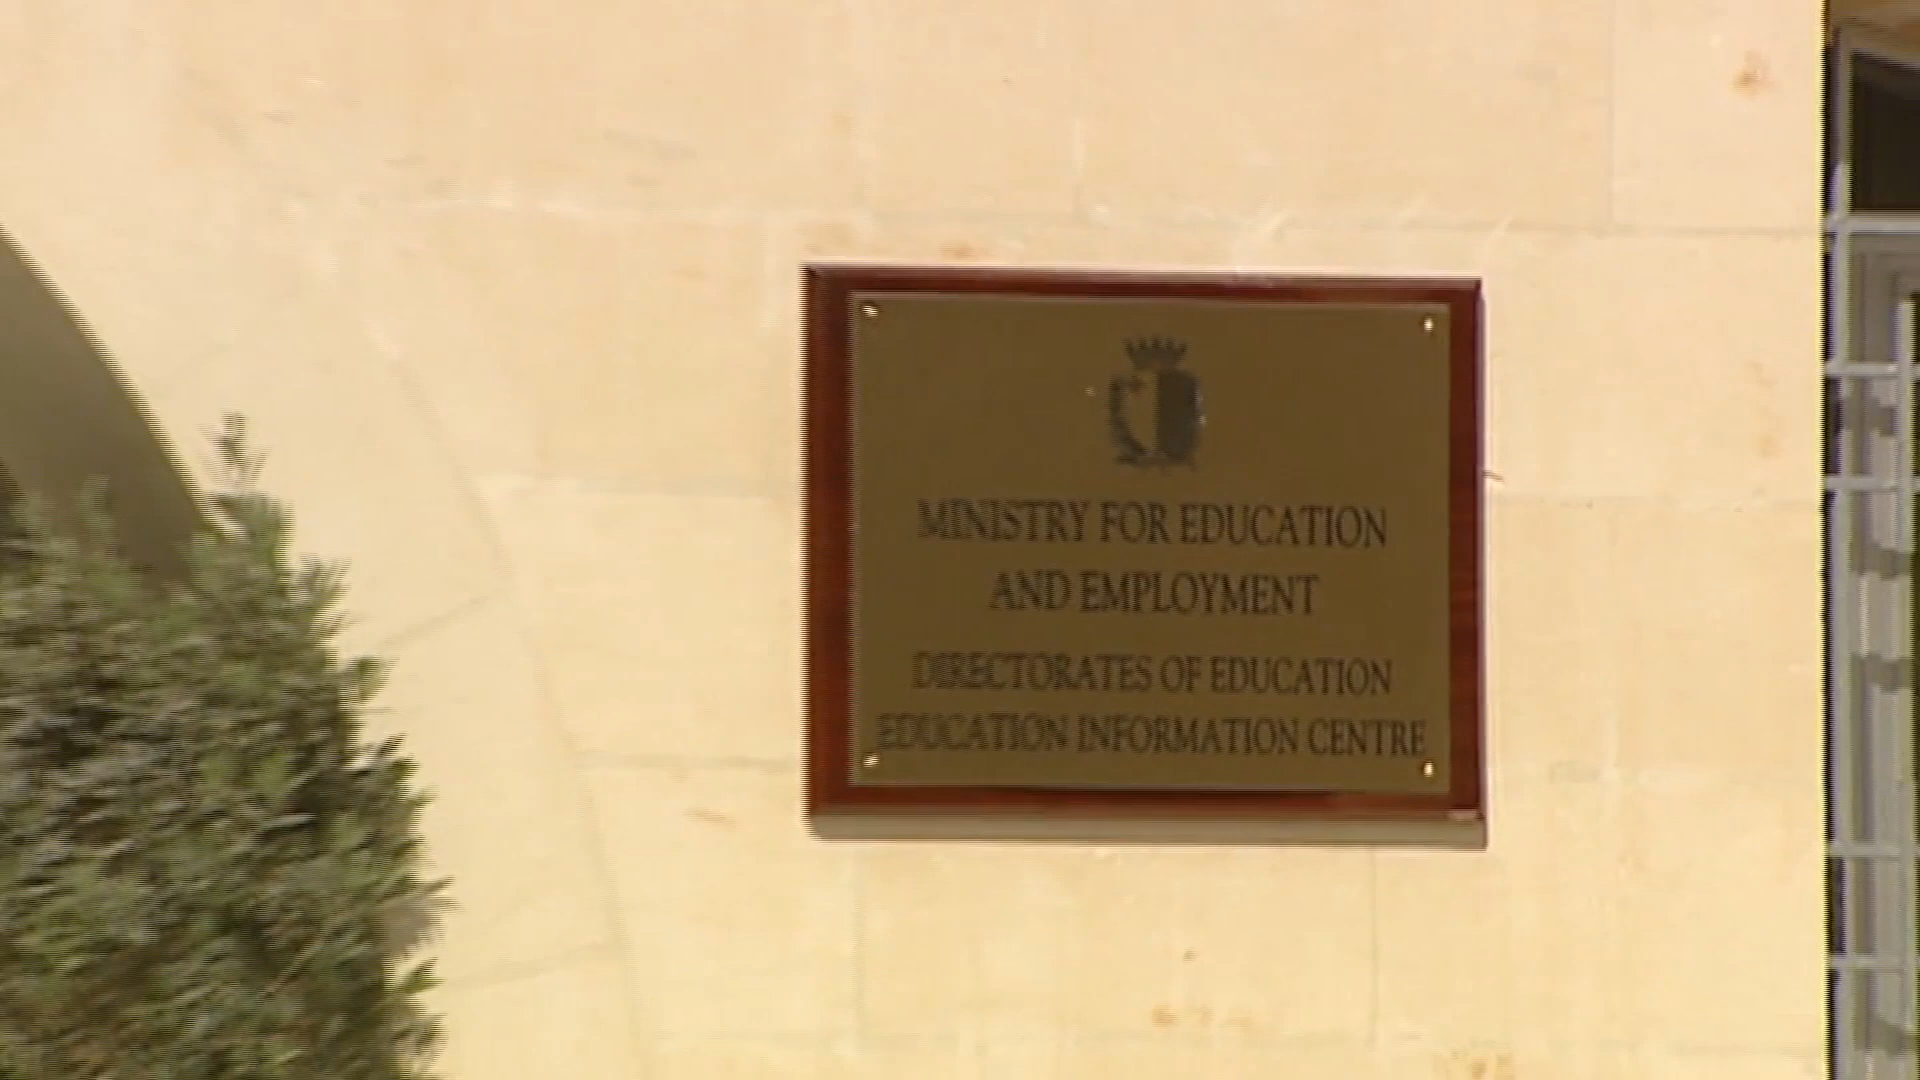 MINISTRY FOR EDUCATION
AND EMPLOYMENT
DIRECTORATES OF EDUCATION
EDUCATION INFORMATION CENTRE